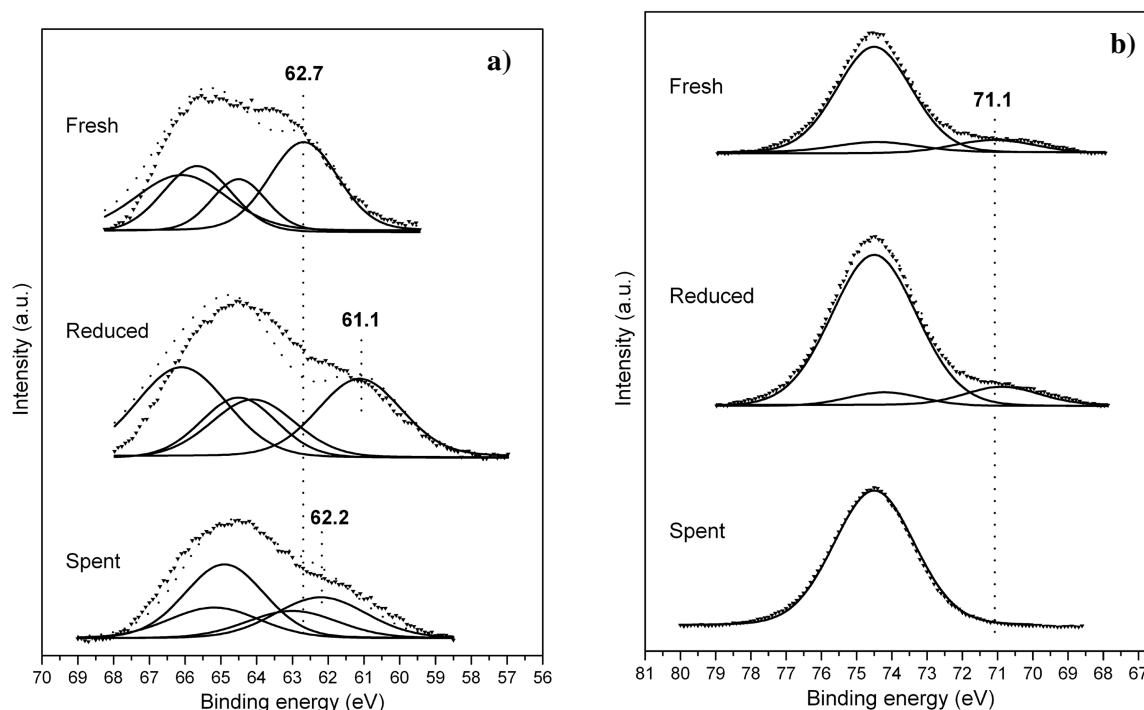 a)
62.7
Fresh
Reduced
61.1
62.2
Spent
Intensity (a.u.)
70 69 68 67 66 65 64 63 62 61 60 59 58 57 56
Binding energy (eV)
b)
Fresh
71.1
Reduced
Spent
Intensity (a.u.)
81 80 79 78 77 76 75 74 73 72 71 70 69 68 67
Binding energy (eV)